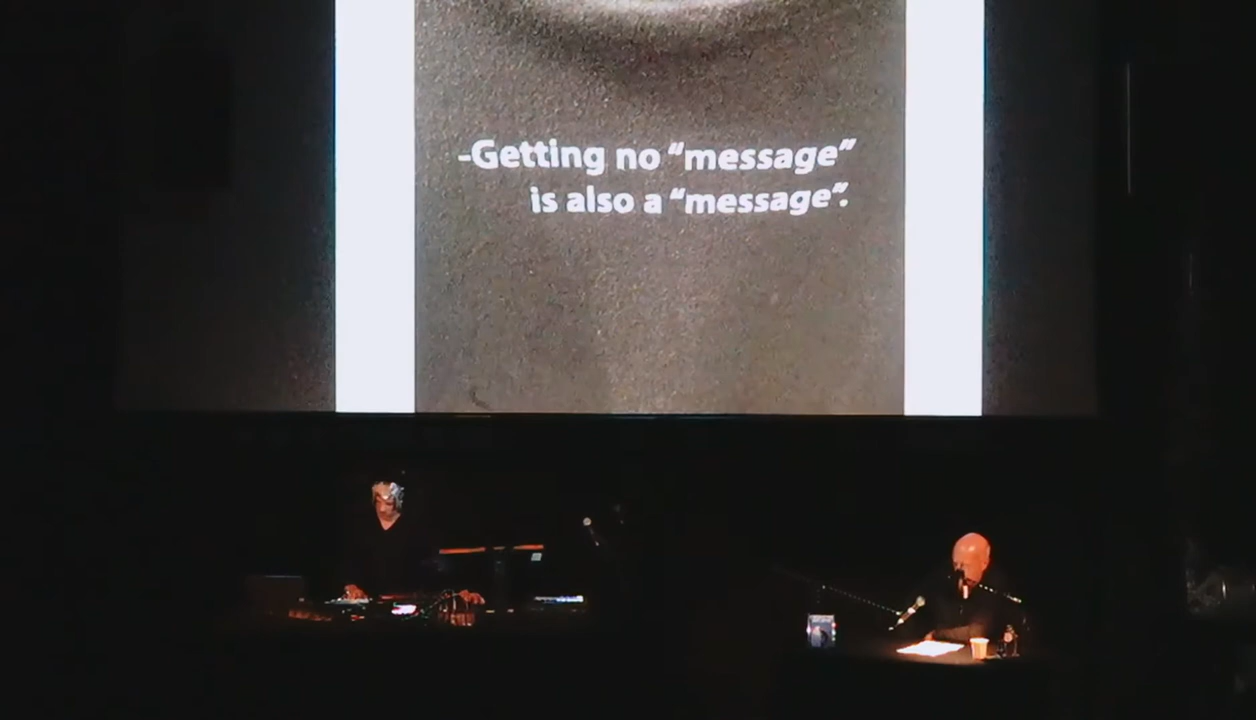 -Getting no “message”
is also a “message”.